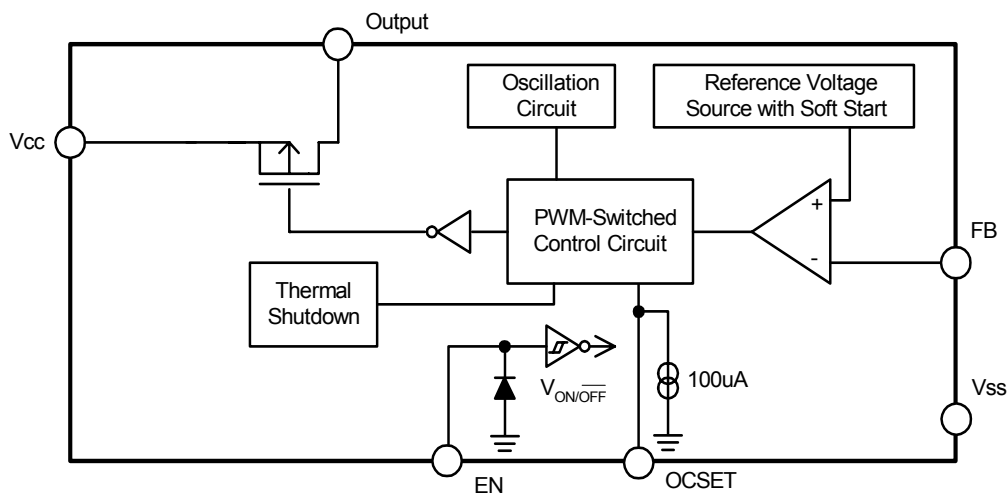 Output
Oscillation
Circuit
Reference Voltage
Source with Soft Start
Vcc
+
-
PWM-Switched
Control Circuit
FB
Thermal
Shutdown
VON/OFF
100uA
Vss
EN
OCSET